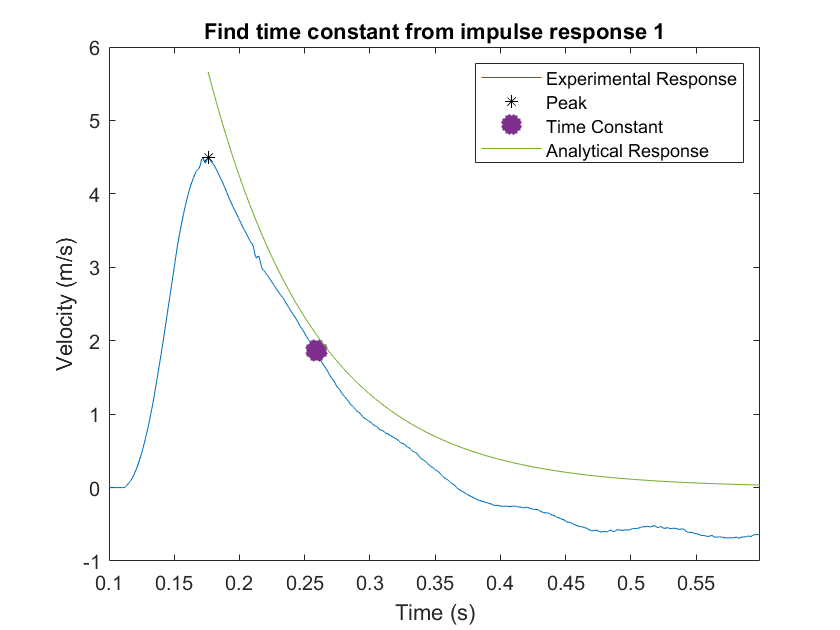 Find time constant from impulse response 1
Experimental Response
Peak
Time Constant
Analytical Response
Velocity (m/s)
6
5
4
3
2
1
0
-1
0.1 0.15 0.2 0.25 0.3 0.35 0.4 0.45 0.5 0.55
Time (s)